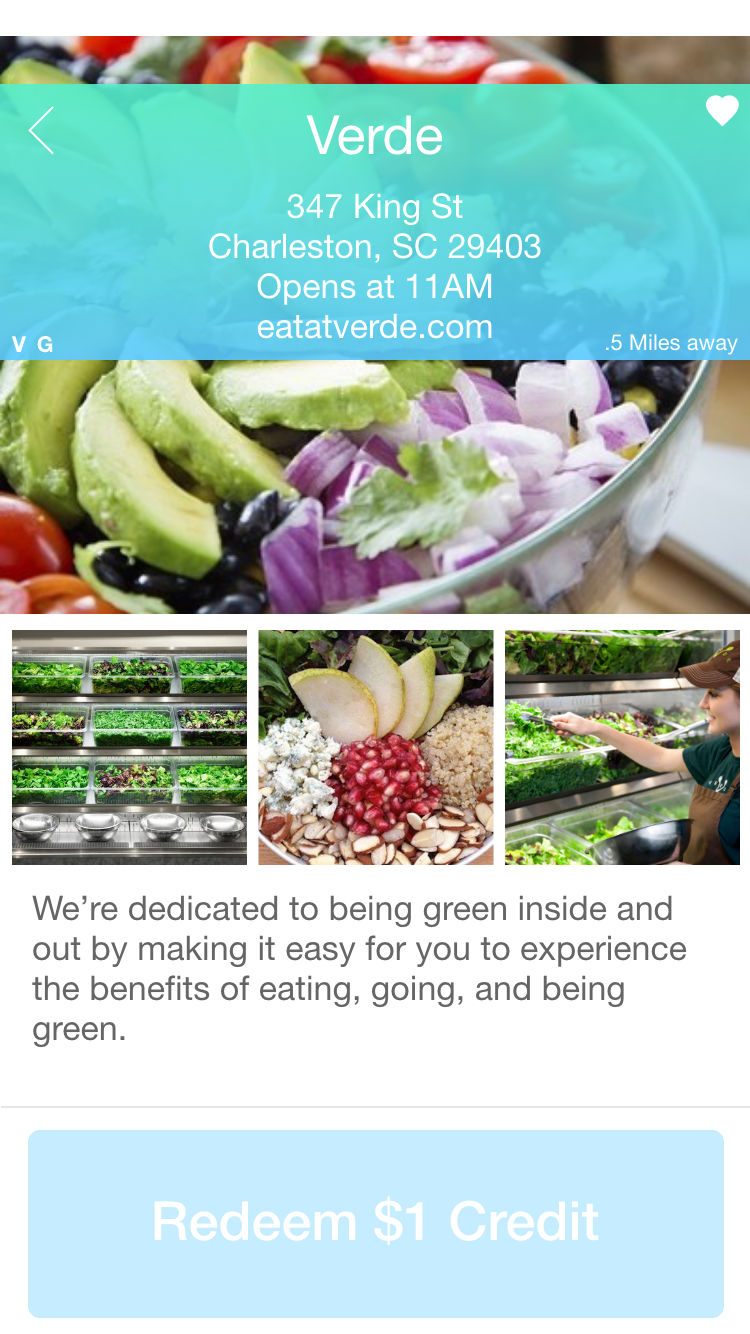 Verde
347 King St
Charleston, SC 29403
Opens at 11AM
eatatverde.com
V G
.5 Miles away
We’re dedicated to being green inside and
out by making it easy for you to experience
the benefits of eating, going, and being
green.
Redeem $1 Credit